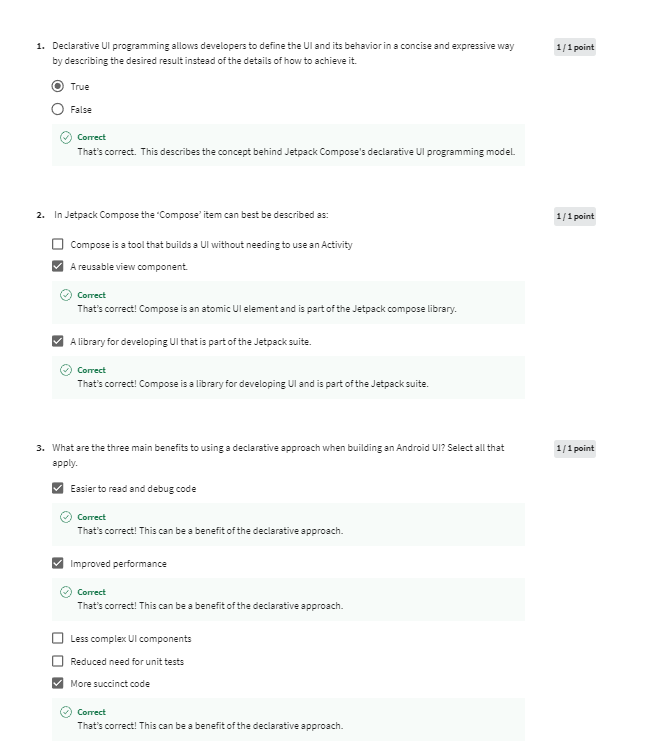 1. Declarative UI programming allows developers to define the UI and its behavior in a concise and expressive way
by describing the desired result instead of the details of how to achieve it.
1 / 1 point
True
False
Correct
That's correct. This describes the concept behind Jetpack Compose's declarative UI programming model.
2. In Jetpack Compose the 'Compose' item can best be described as:
1 / 1 point
Compose is a tool that builds a UI without needing to use an Activity
A reusable view component.
Correct
That's correct! Compose is an atomic UI element and is part of the Jetpack compose library.
A library for developing UI that is part of the Jetpack suite.
Correct
That's correct! Compose is a library for developing UI and is part of the Jetpack suite.
3. What are the three main benefits to using a declarative approach when building an Android UI? Select all that
apply.
1 / 1 point
Easier to read and debug code
Correct
That's correct! This can be a benefit of the declarative approach.
Improved performance
Correct
That's correct! This can be a benefit of the declarative approach.
Less complex UI components
Reduced need for unit tests
More succinct code
Correct
That's correct! This can be a benefit of the declarative approach.